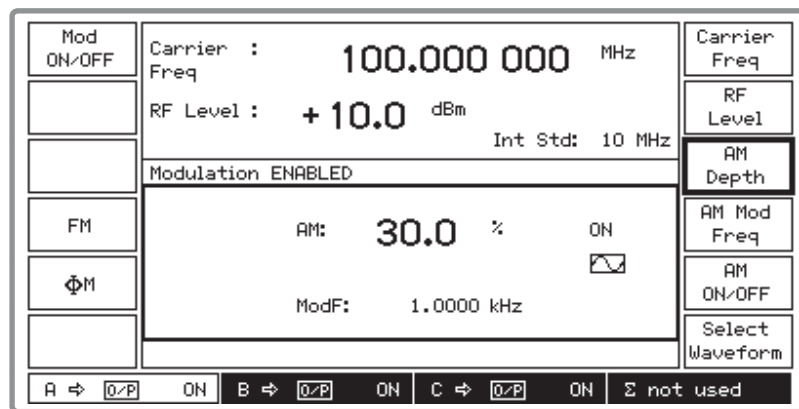 Mod
ON/OFF
FM
ΦM
Carrier :
Freq
100.000 000 MHz
RF Level : +10.0 dBm
Int Std: 10 MHz
Modulation ENABLED
AM: 30.0 % ON
ModF: 1.0000 kHz
Carrier
Freq
RF
Level
AM
Depth
AM Mod
Freq
AM
ON/OFF
Select
Waveform
A ⇨ O/P ON B ⇨ O/P ON C ⇨ O/P ON Σ not used